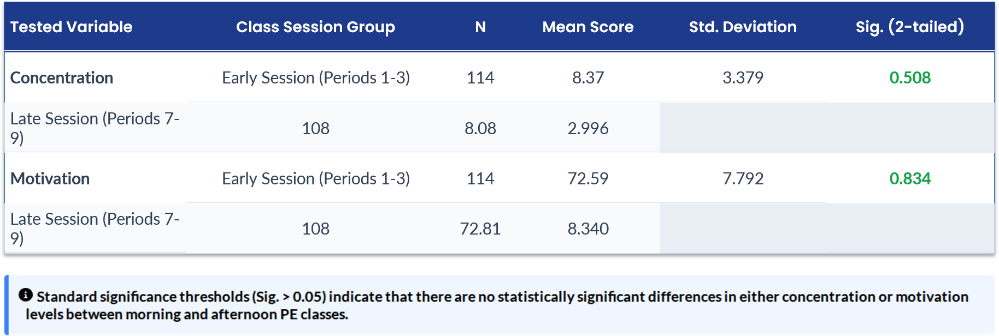 Tested Variable Class Session Group N Mean Score Std. Deviation Sig. (2-tailed)
Concentration Early Session (Periods 1-3) 114 8.37 3.379 0.508
Late Session (Periods 7-
9) 108 8.08 2.996
Motivation Early Session (Periods 1-3) 114 72.59 7.792 0.834
Late Session (Periods 7-
9) 108 72.81 8.340
Standard significance thresholds (Sig. > 0.05) indicate that there are no statistically significant differences in either concentration or motivation
levels between morning and afternoon PE classes.